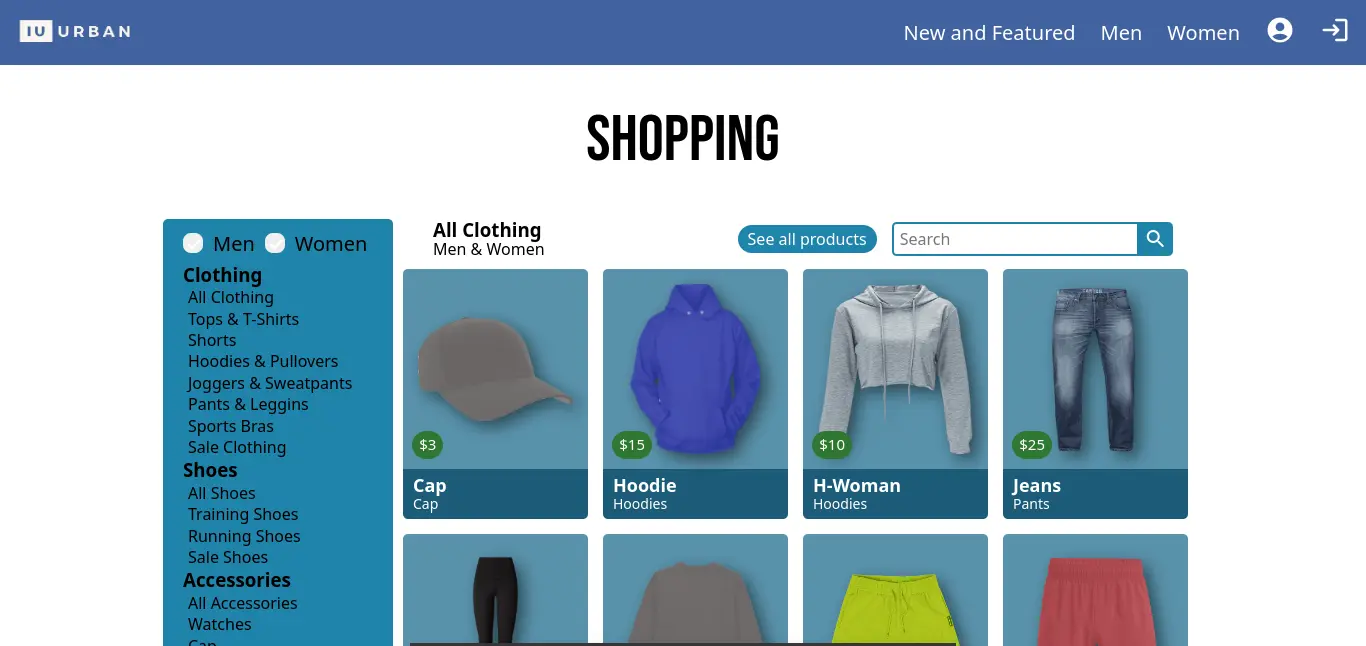 IU URBAN
New and Featured
Men
Women
SHOPPING
Men
Women
Clothing
All Clothing
Tops & T-Shirts
Shorts
Hoodies & Pullovers
Joggers & Sweatpants
Pants & Leggins
Sports Bras
Sale Clothing
Shoes
All Shoes
Training Shoes
Running Shoes
Sale Shoes
Accessories
All Accessories
Watches
Cap
All Clothing
Men & Women
See all products
Search
$3
Cap
Cap
$15
Hoodie
Hoodies
$10
H-Woman
Hoodies
$25
Jeans
Pants